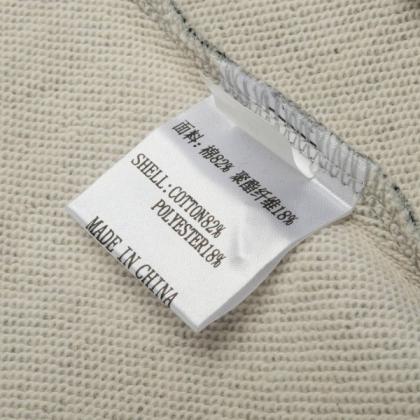 面料：棉82% 聚酯纤维18%
SHELL:COTTON82%
POLYESTER18%
MADE IN CHINA